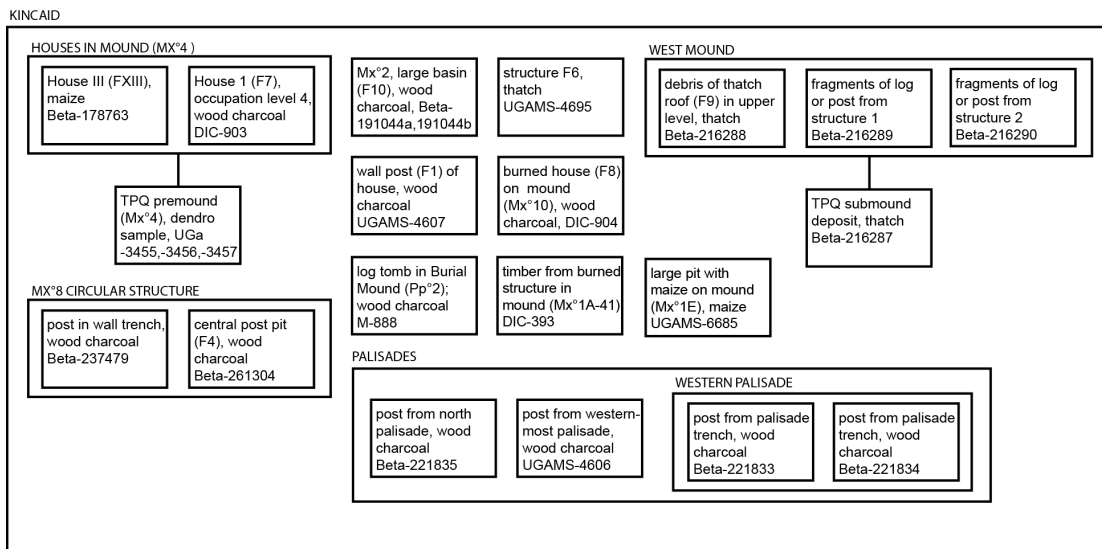 KINCAID
HOUSES IN MOUND (MX°4 )
House III (FXIII),
maize
Beta-178763
House 1 (F7),
occupation level 4,
wood charcoal
DIC-903
TPQ premound
(Mx°4), dendro
sample, UGa
-3455,-3456,-3457
MX°8 CIRCULAR STRUCTURE
post in wall trench,
wood charcoal
Beta-237479
central post pit
(F4), wood
charcoal
Beta-261304
Mx°2, large basin
(F10), wood
charcoal, Beta-
191044a,191044b
structure F6,
thatch
UGAMS-4695
wall post (F1) of
house, wood
charcoal
UGAMS-4607
burned house (F8)
on mound
(Mx°10), wood
charcoal, DIC-904
log tomb in Burial
Mound (Pp°2);
wood charcoal
M-888
timber from burned
structure in
mound (Mx°1A-41)
DIC-393
large pit with
maize on mound
(Mx°1E), maize
UGAMS-6685
WEST MOUND
debris of thatch
roof (F9) in upper
level, thatch
Beta-216288
fragments of log
or post from
structure 1
Beta-216289
fragments of log
or post from
structure 2
Beta-216290
TPQ submound
deposit, thatch
Beta-216287
PALISADES
post from north
palisade, wood
charcoal
Beta-221835
post from western-
most palisade,
wood charcoal
UGAMS-4606
WESTERN PALISADE
post from palisade
trench, wood
charcoal
Beta-221833
post from palisade
trench, wood
charcoal
Beta-221834